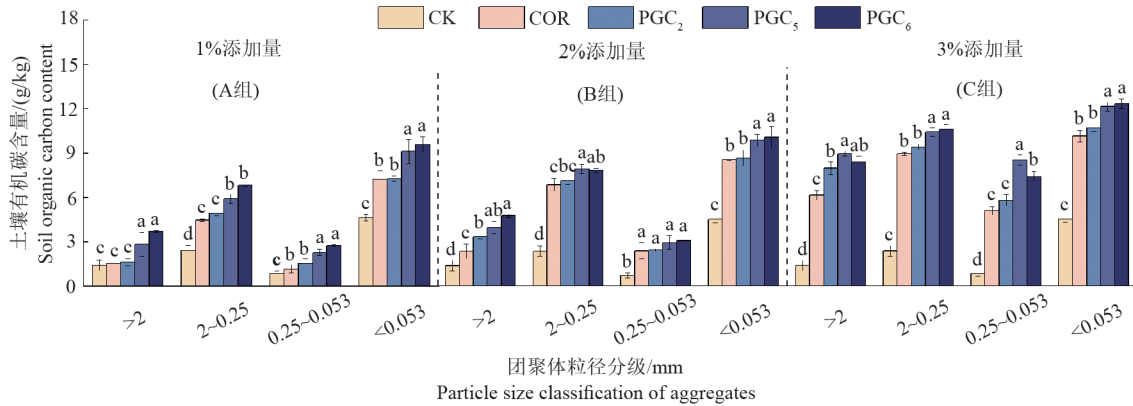 18
15
12
9
6
3
0
土壤有机碳含量/(g/kg)
Soil organic carbon content
CK COR PGC₂ PGC₅ PGC₆
1%添加量
(A组)
2%添加量
(B组)
3%添加量
(C组)
c c c a a
d c c b b
c c b a a
c b b a a
d c b ab a
d c bc a ab
b a a a a
c b b a a
d c b a ab
c b b a a
d c c a b
c b b a a
>2 2~0.25 0.25~0.053 <0.053 >2 2~0.25 0.25~0.053 <0.053 >2 2~0.25 0.25~0.053 <0.053
团聚体粒径分级/mm
Particle size classification of aggregates